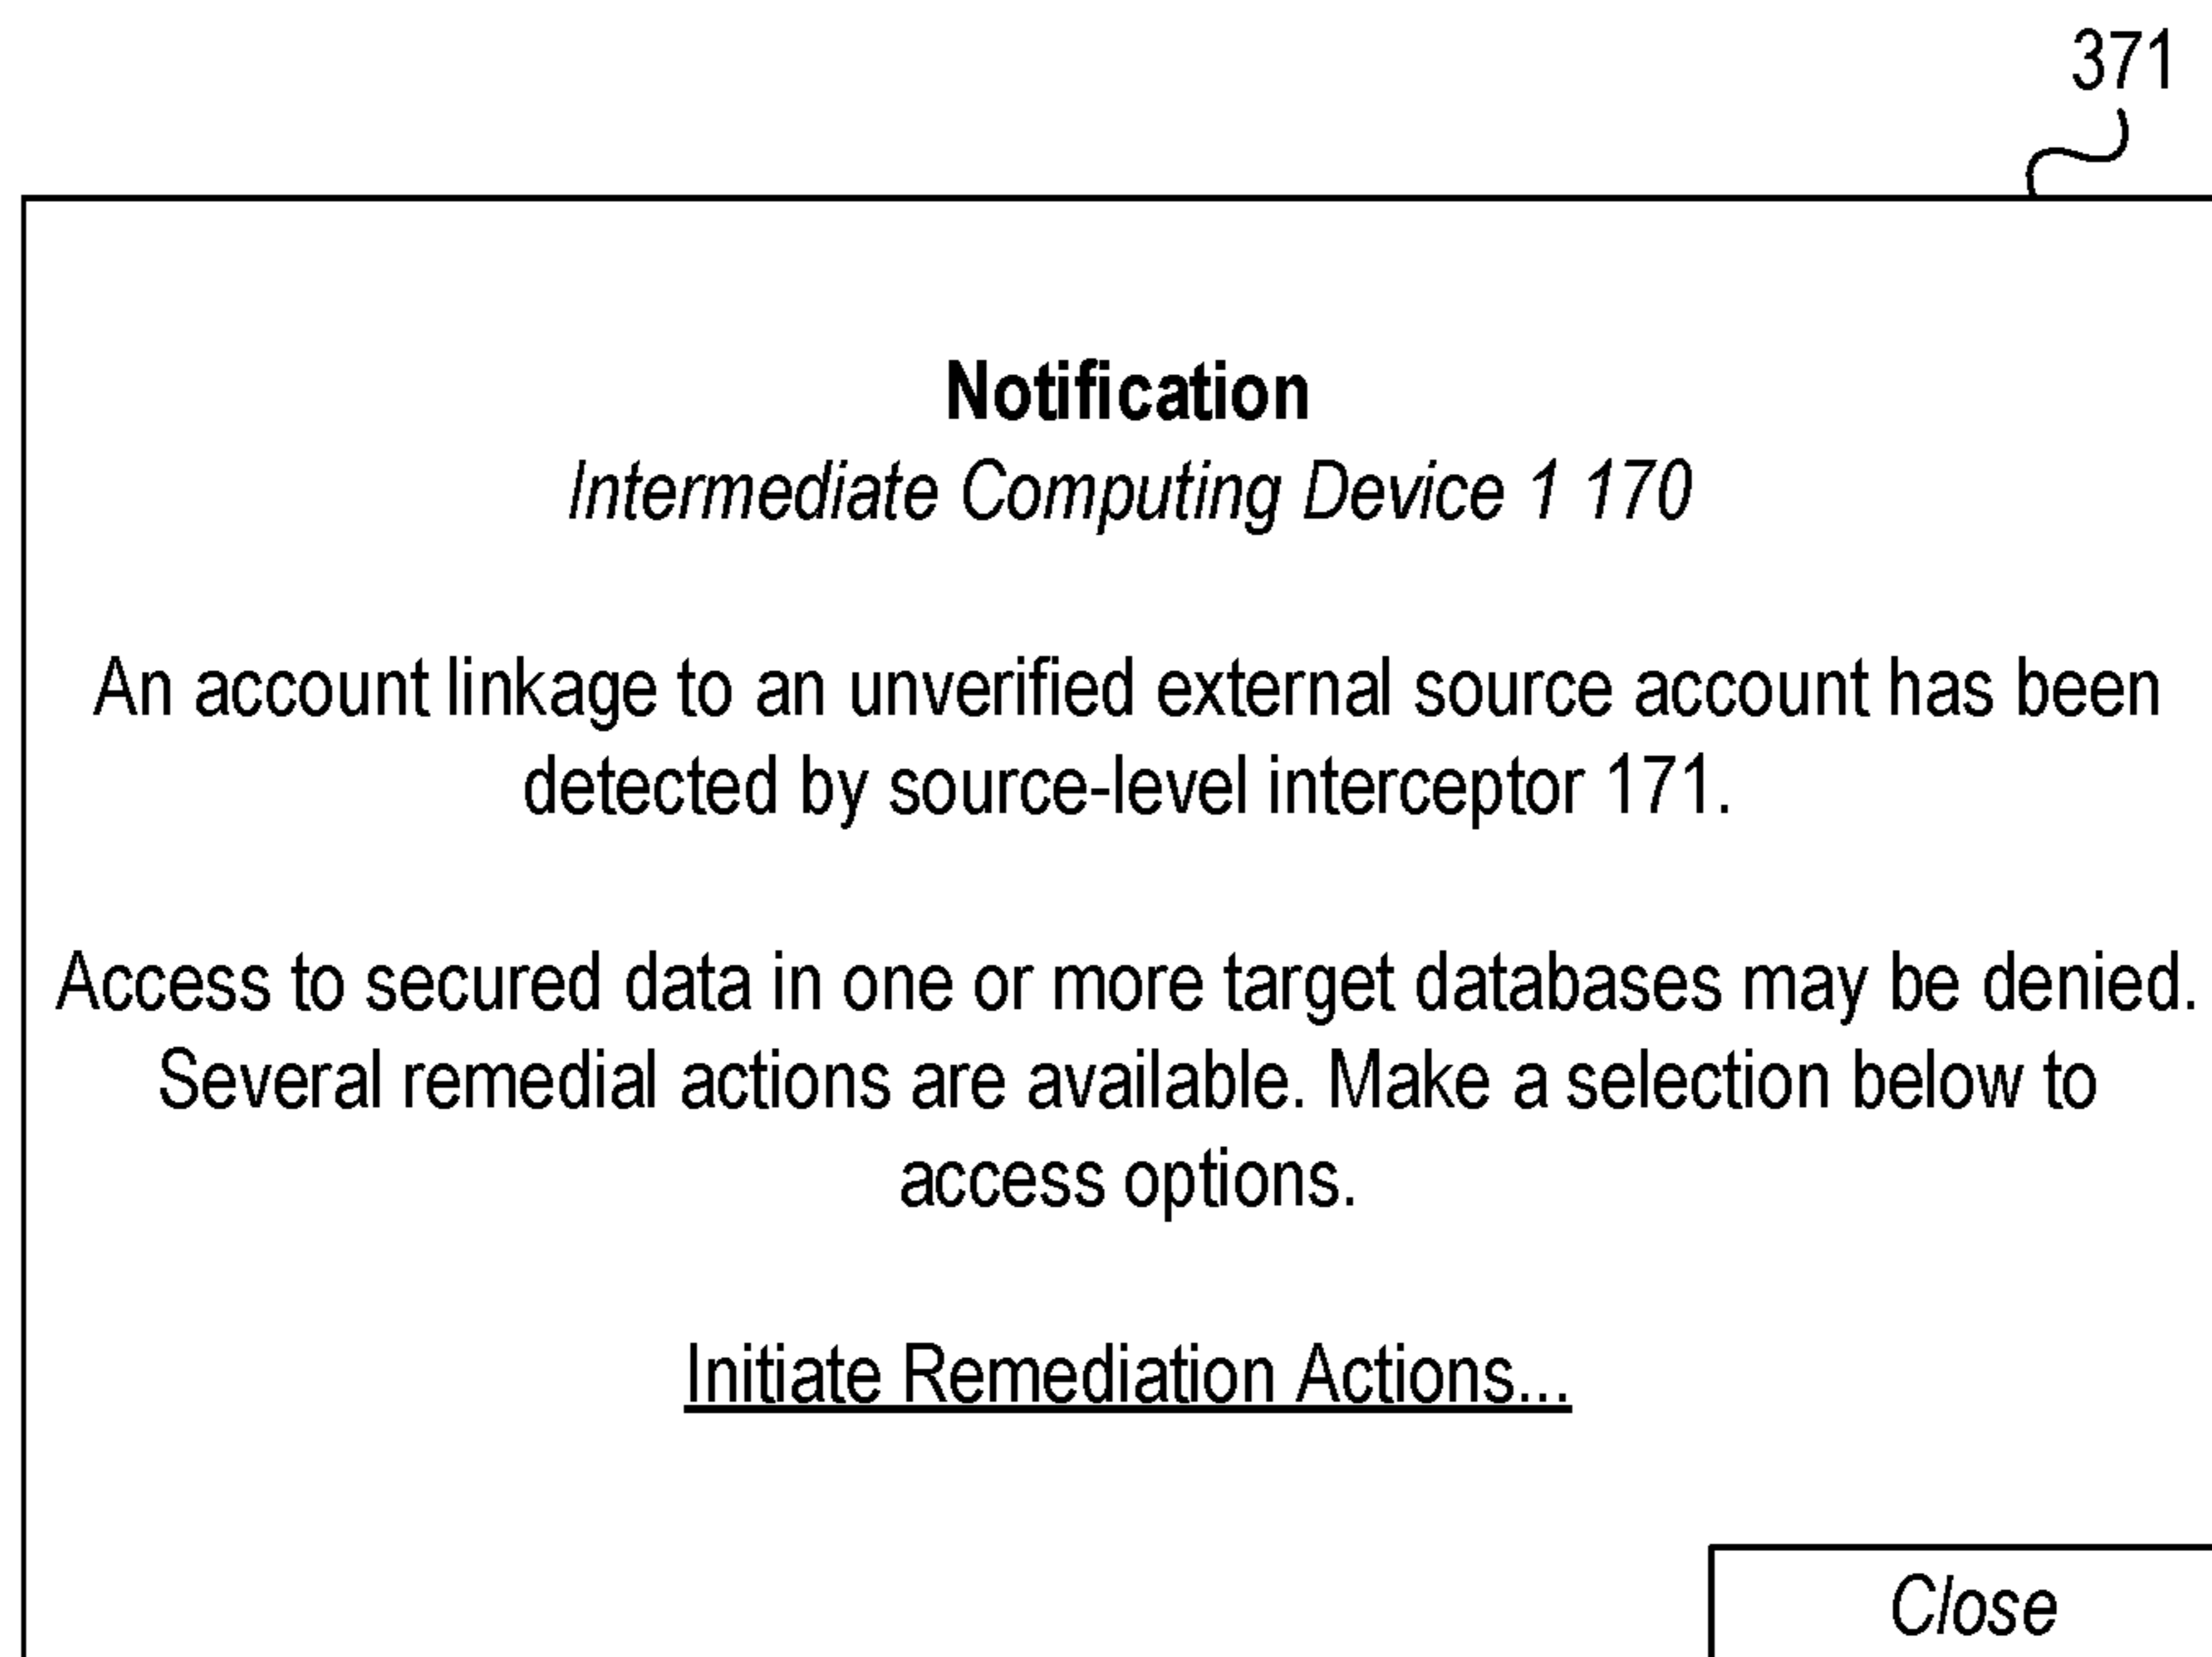 371
Notification
Intermediate Computing Device 1 170
An account linkage to an unverified external source account has been
detected by source-level interceptor 171.
Access to secured data in one or more target databases may be denied.
Several remedial actions are available. Make a selection below to
access options.
Initiate Remediation Actions...
Close